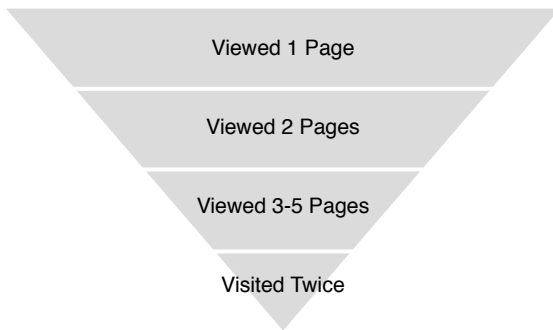 Viewed 1 Page
Viewed 2 Pages
Viewed 3-5 Pages
Visited Twice